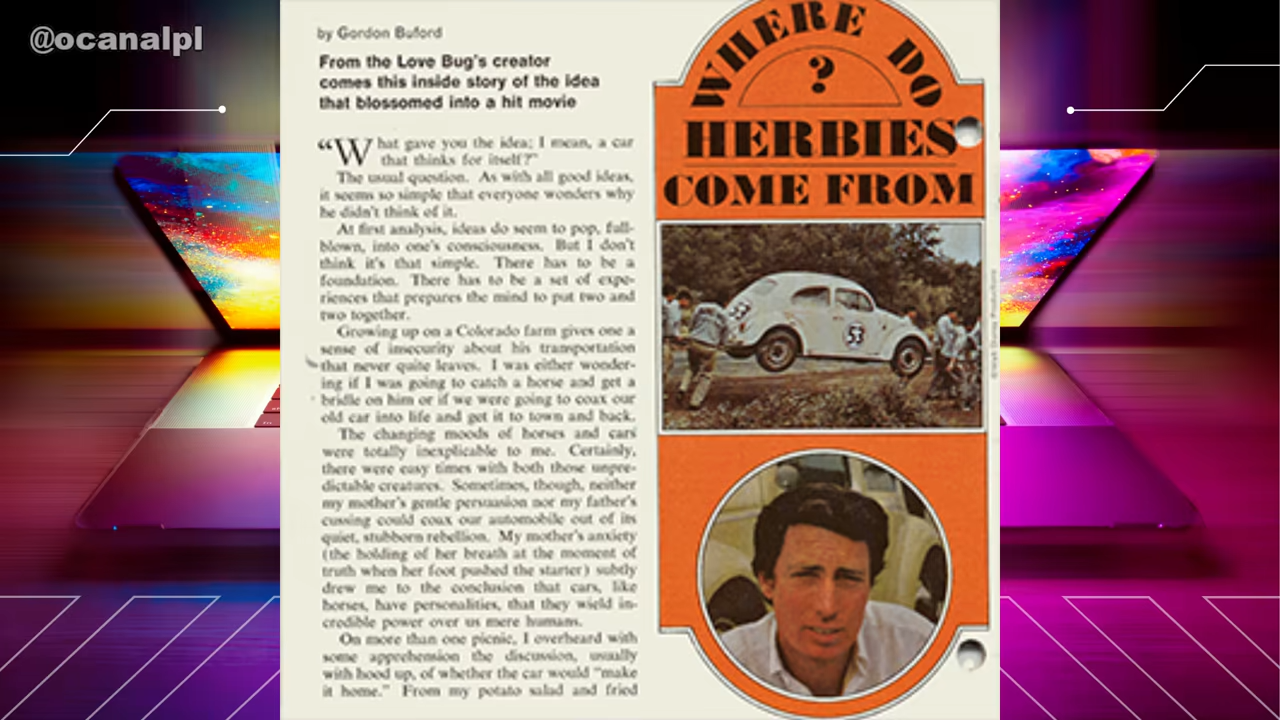 @ocanalpl
by Gordon Buford
From the Love Bug's creator
comes this inside story of the idea
that blossomed into a hit movie
"What gave you the idea; I mean, a car
that thinks for itself?"
The usual question. As with all good ideas,
it seems so simple that everyone wonders why
he didn't think of it.
At first analysis, ideas do seem to pop, full-
blown, into one's consciousness. But I don't
think it's that simple. There has to be a
foundation. There has to be a set of expe-
riences that prepares the mind to put two and
two together.
Growing up on a Colorado farm gives one a
sense of insecurity about his transportation
that never quite leaves. I was either wonder-
ing if I was going to catch a horse and get a
bridle on him or if we were going to coax our
old car into life and get it to town and back.
The changing moods of horses and cars
were totally inexplicable to me. Certainly,
there were easy times with both those unpre-
dictable creatures. Sometimes, though, neither
my mother's gentle persuasion nor my father's
cussing could coax our automobile out of its
quiet, stubborn rebellion. My mother's anxiety
(the holding of her breath at the moment of
truth when her foot pushed the starter) subtly
drew me to the conclusion that cars, like
horses, have personalities, that they wield in-
credible power over us mere humans.
On more than one picnic, I overheard with
some apprehension the discussion, usually
with hood up, of whether the car would "make
it home." From my potato salad and fried
WHERE DO
?
HERBIES
COME FROM
53
53